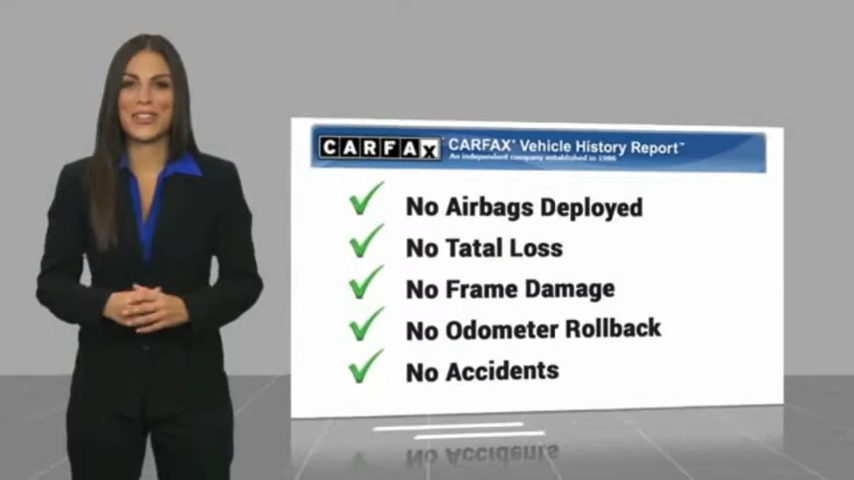 CARFAX CARFAX® Vehicle History Report™
An independent company established in 1986
No Airbags Deployed
No Tatal Loss
No Frame Damage
No Odometer Rollback
No Accidents
No Accidents